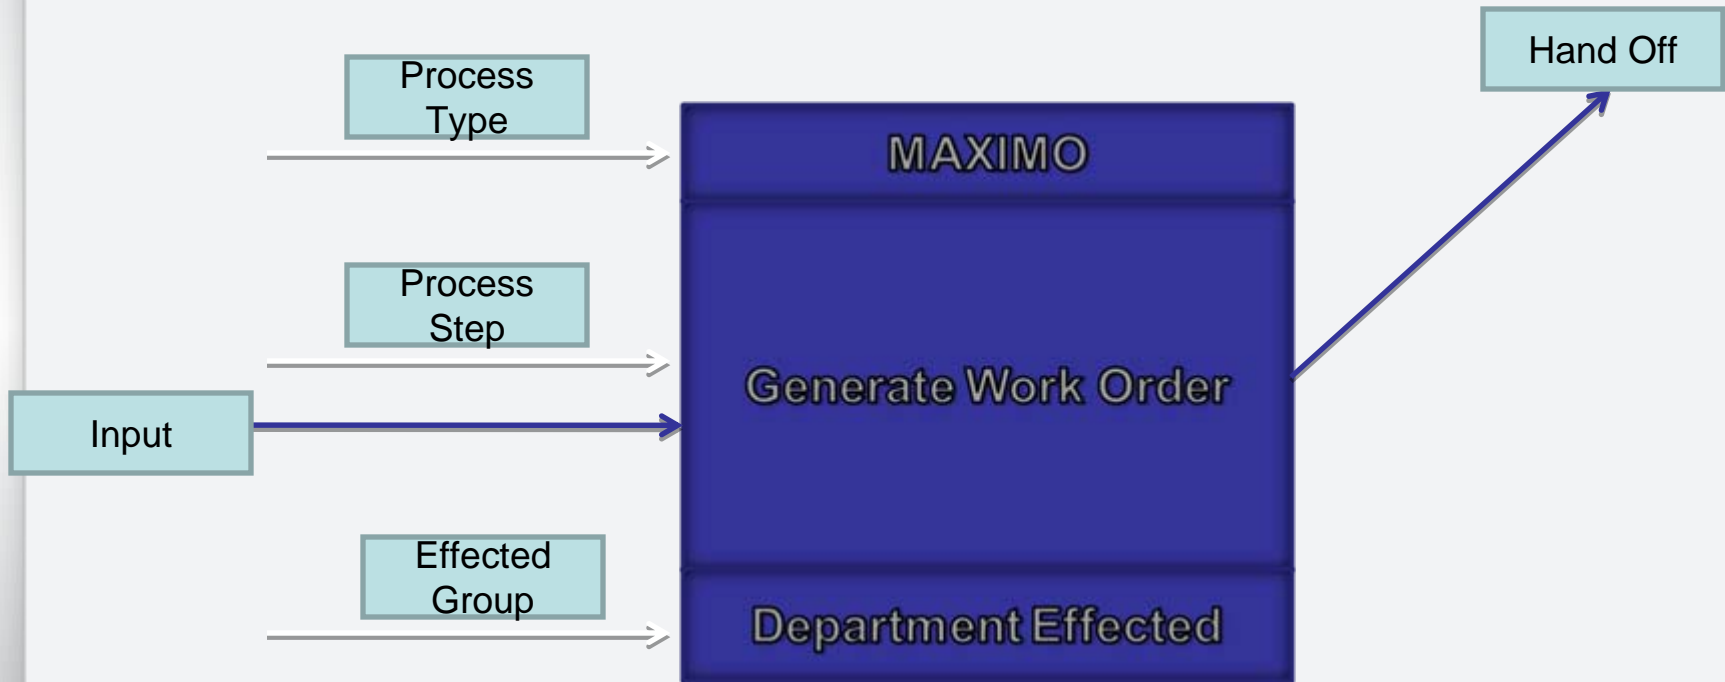 Hand Off
Process
Type
MAXIMO
Process
Step
Generate Work Order
Input
Effected
Group
Department Effected